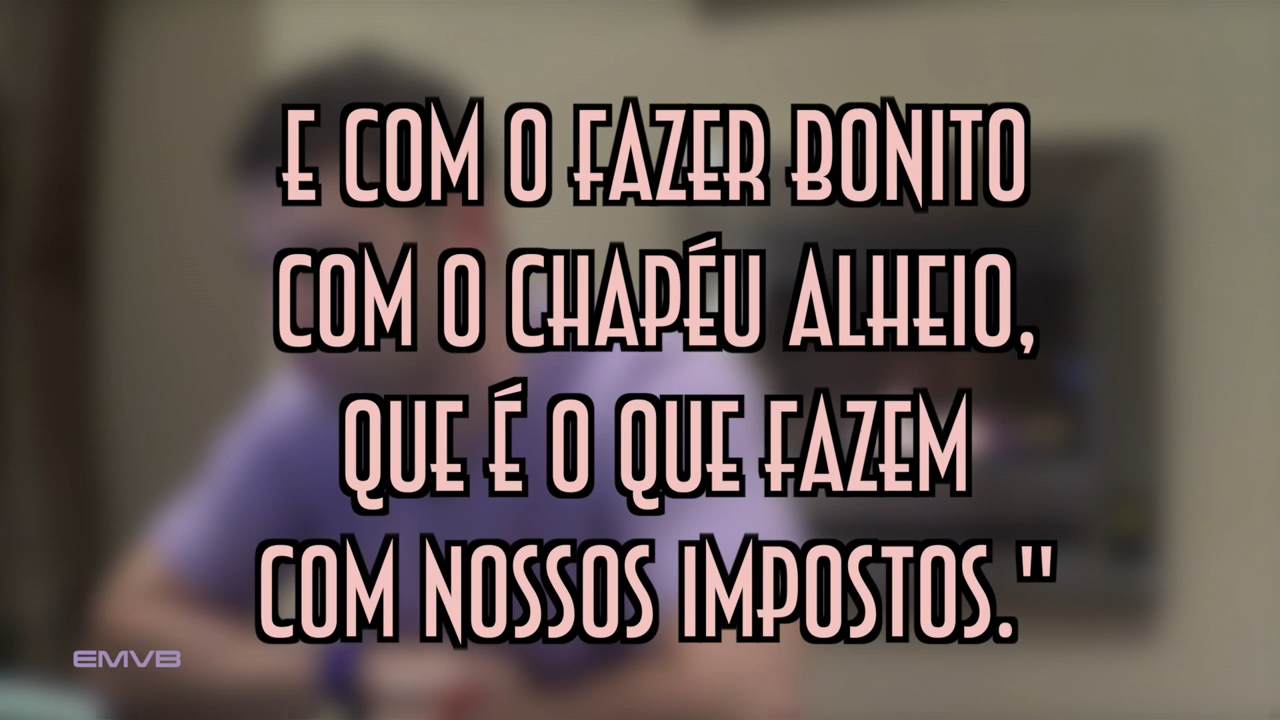 E COM O FAZER BONITO
COM O CHAPÉU ALHEIO,
QUE É O QUE FAZEM
COM NOSSOS IMPOSTOS."
EMVB